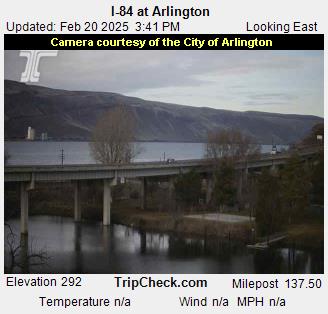 I-84 at Arlington
Updated: Feb 20 2025 3:41 PM Looking East
Camera courtesy of the City of Arlington
Elevation 292 TripCheck.com Milepost 137.50
Temperature n/a Wind n/a MPH n/a